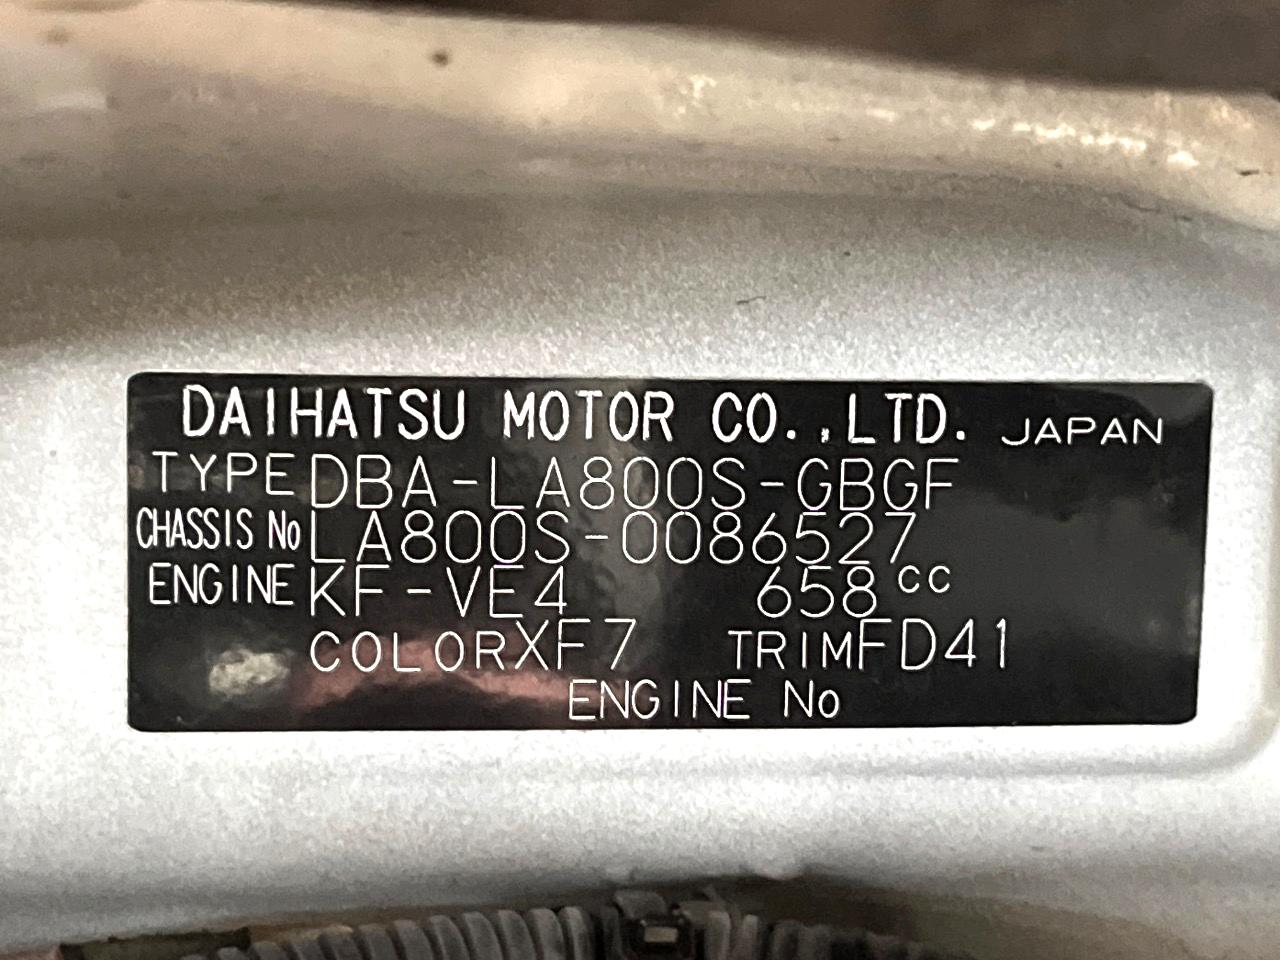 DAIHATSU MOTOR CO.,LTD. JAPAN
TYPE DBA-LA800S-GBGF
CHASSIS No LA800S-0086527
ENGINE KF-VE4 658cc
COLOR XF7 TRIM FD41
ENGINE No